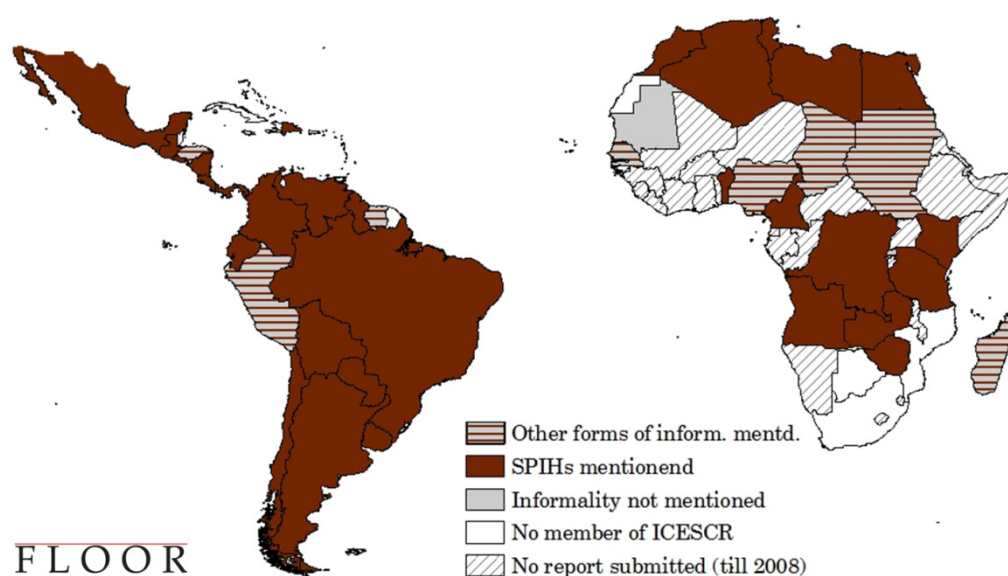 Other forms of inform. mentd.
SPIHs mentionend
Informality not mentioned
No member of ICESCR
No report submitted (till 2008)
FLOOR